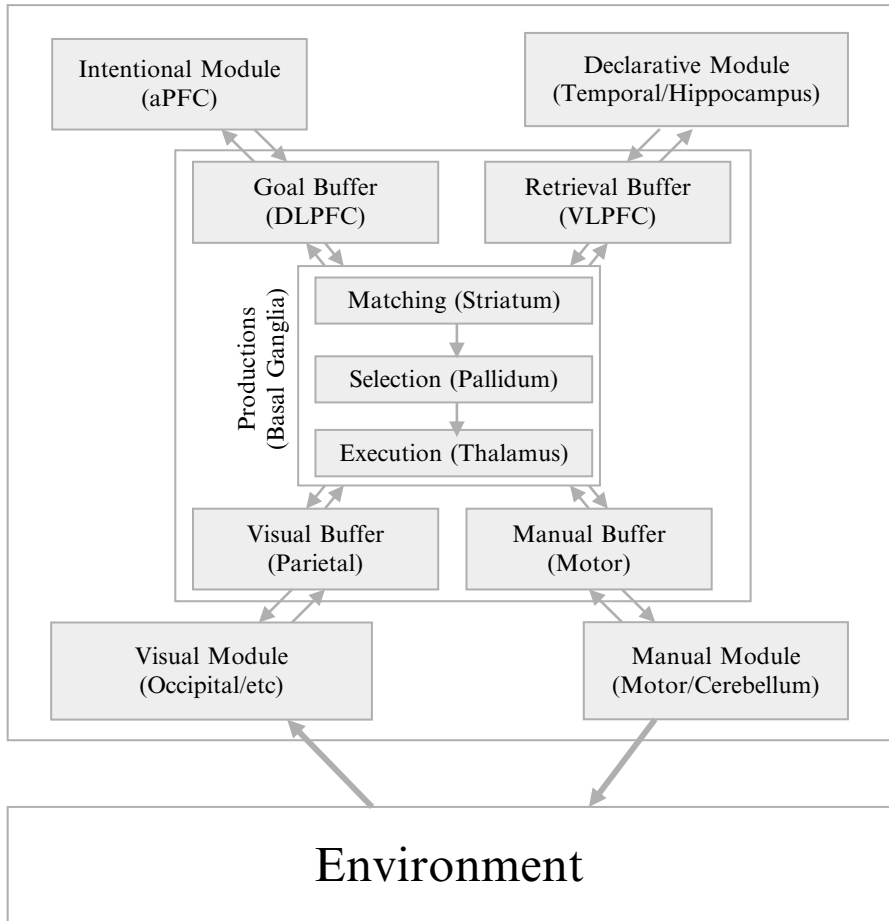 Intentional Module
(aPFC)
Declarative Module
(Temporal/Hippocampus)
Goal Buffer
(DLPFC)
Retrieval Buffer
(VLPFC)
Productions
(Basal Ganglia)
Matching (Striatum)
Selection (Pallidum)
Execution (Thalamus)
Visual Buffer
(Parietal)
Manual Buffer
(Motor)
Visual Module
(Occipital/etc)
Manual Module
(Motor/Cerebellum)
Environment